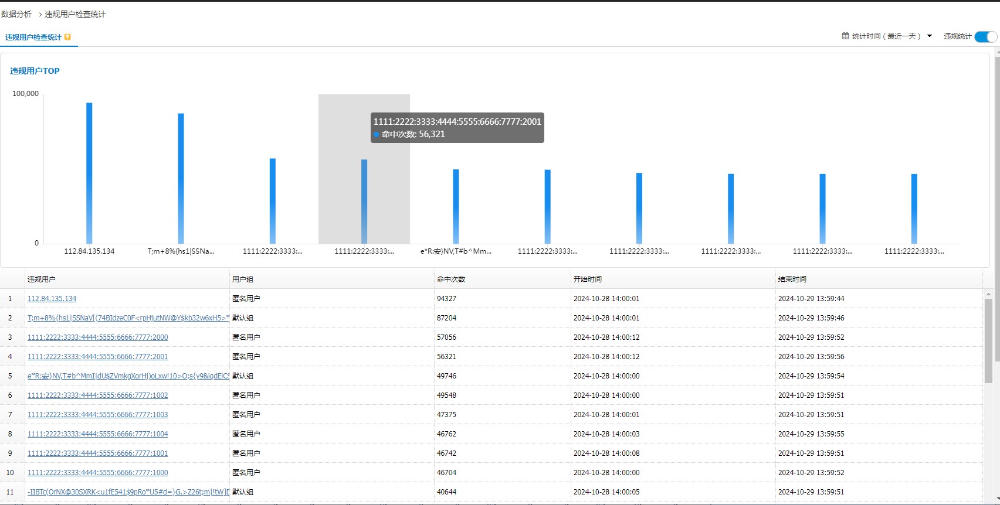 数据分析 > 违规用户检查统计
违规用户检查统计
统计时间（最近一天）
违规统计
违规用户TOP
100,000
0
1111:2222:3333:4444:5555:6666:7777:2001
命中次数: 56,321
112.84.135.134 T;m+8%{hs1|SSNa... 1111:2222:3333:... 1111:2222:3333:... e*R:安}NV,T#b^Mm... 1111:2222:3333:... 1111:2222:3333:... 1111:2222:3333:... 1111:2222:3333:... 1111:2222:3333:...
违规用户 用户组 命中次数 开始时间 结束时间
1 112.84.135.134 匿名用户 94327 2024-10-28 14:00:01 2024-10-29 13:59:44
2 T;m+8%{hs1|SSNaV[(74BIdzeC0F<rpHjutNW@Y$kb32w6xH5>* 默认组 87204 2024-10-28 14:00:01 2024-10-29 13:59:46
3 1111:2222:3333:4444:5555:6666:7777:2000 匿名用户 57056 2024-10-28 14:00:12 2024-10-29 13:59:52
4 1111:2222:3333:4444:5555:6666:7777:2001 匿名用户 56321 2024-10-28 14:00:12 2024-10-29 13:59:56
5 e*R:安}NV,T#b^MmI|dU$ZVmkgXorHj)oLxw!10>O;s{y9&iqdElCS 默认组 49746 2024-10-28 14:00:00 2024-10-29 13:59:54
6 1111:2222:3333:4444:5555:6666:7777:1002 匿名用户 49548 2024-10-28 14:00:00 2024-10-29 13:59:51
7 1111:2222:3333:4444:5555:6666:7777:1003 匿名用户 47375 2024-10-28 14:00:01 2024-10-29 13:59:51
8 1111:2222:3333:4444:5555:6666:7777:1004 匿名用户 46762 2024-10-28 14:00:03 2024-10-29 13:59:55
9 1111:2222:3333:4444:5555:6666:7777:1001 匿名用户 46742 2024-10-28 14:00:08 2024-10-29 13:59:51
10 1111:2222:3333:4444:5555:6666:7777:1000 匿名用户 46704 2024-10-28 14:00:00 2024-10-29 13:59:52
11 -IIBTc(OrNX@30SXRK<u1fE541$9pRo*U5#d=}G.>Z26t;m|!tW]D 默认组 40644 2024-10-28 14:00:05 2024-10-29 13:59:51